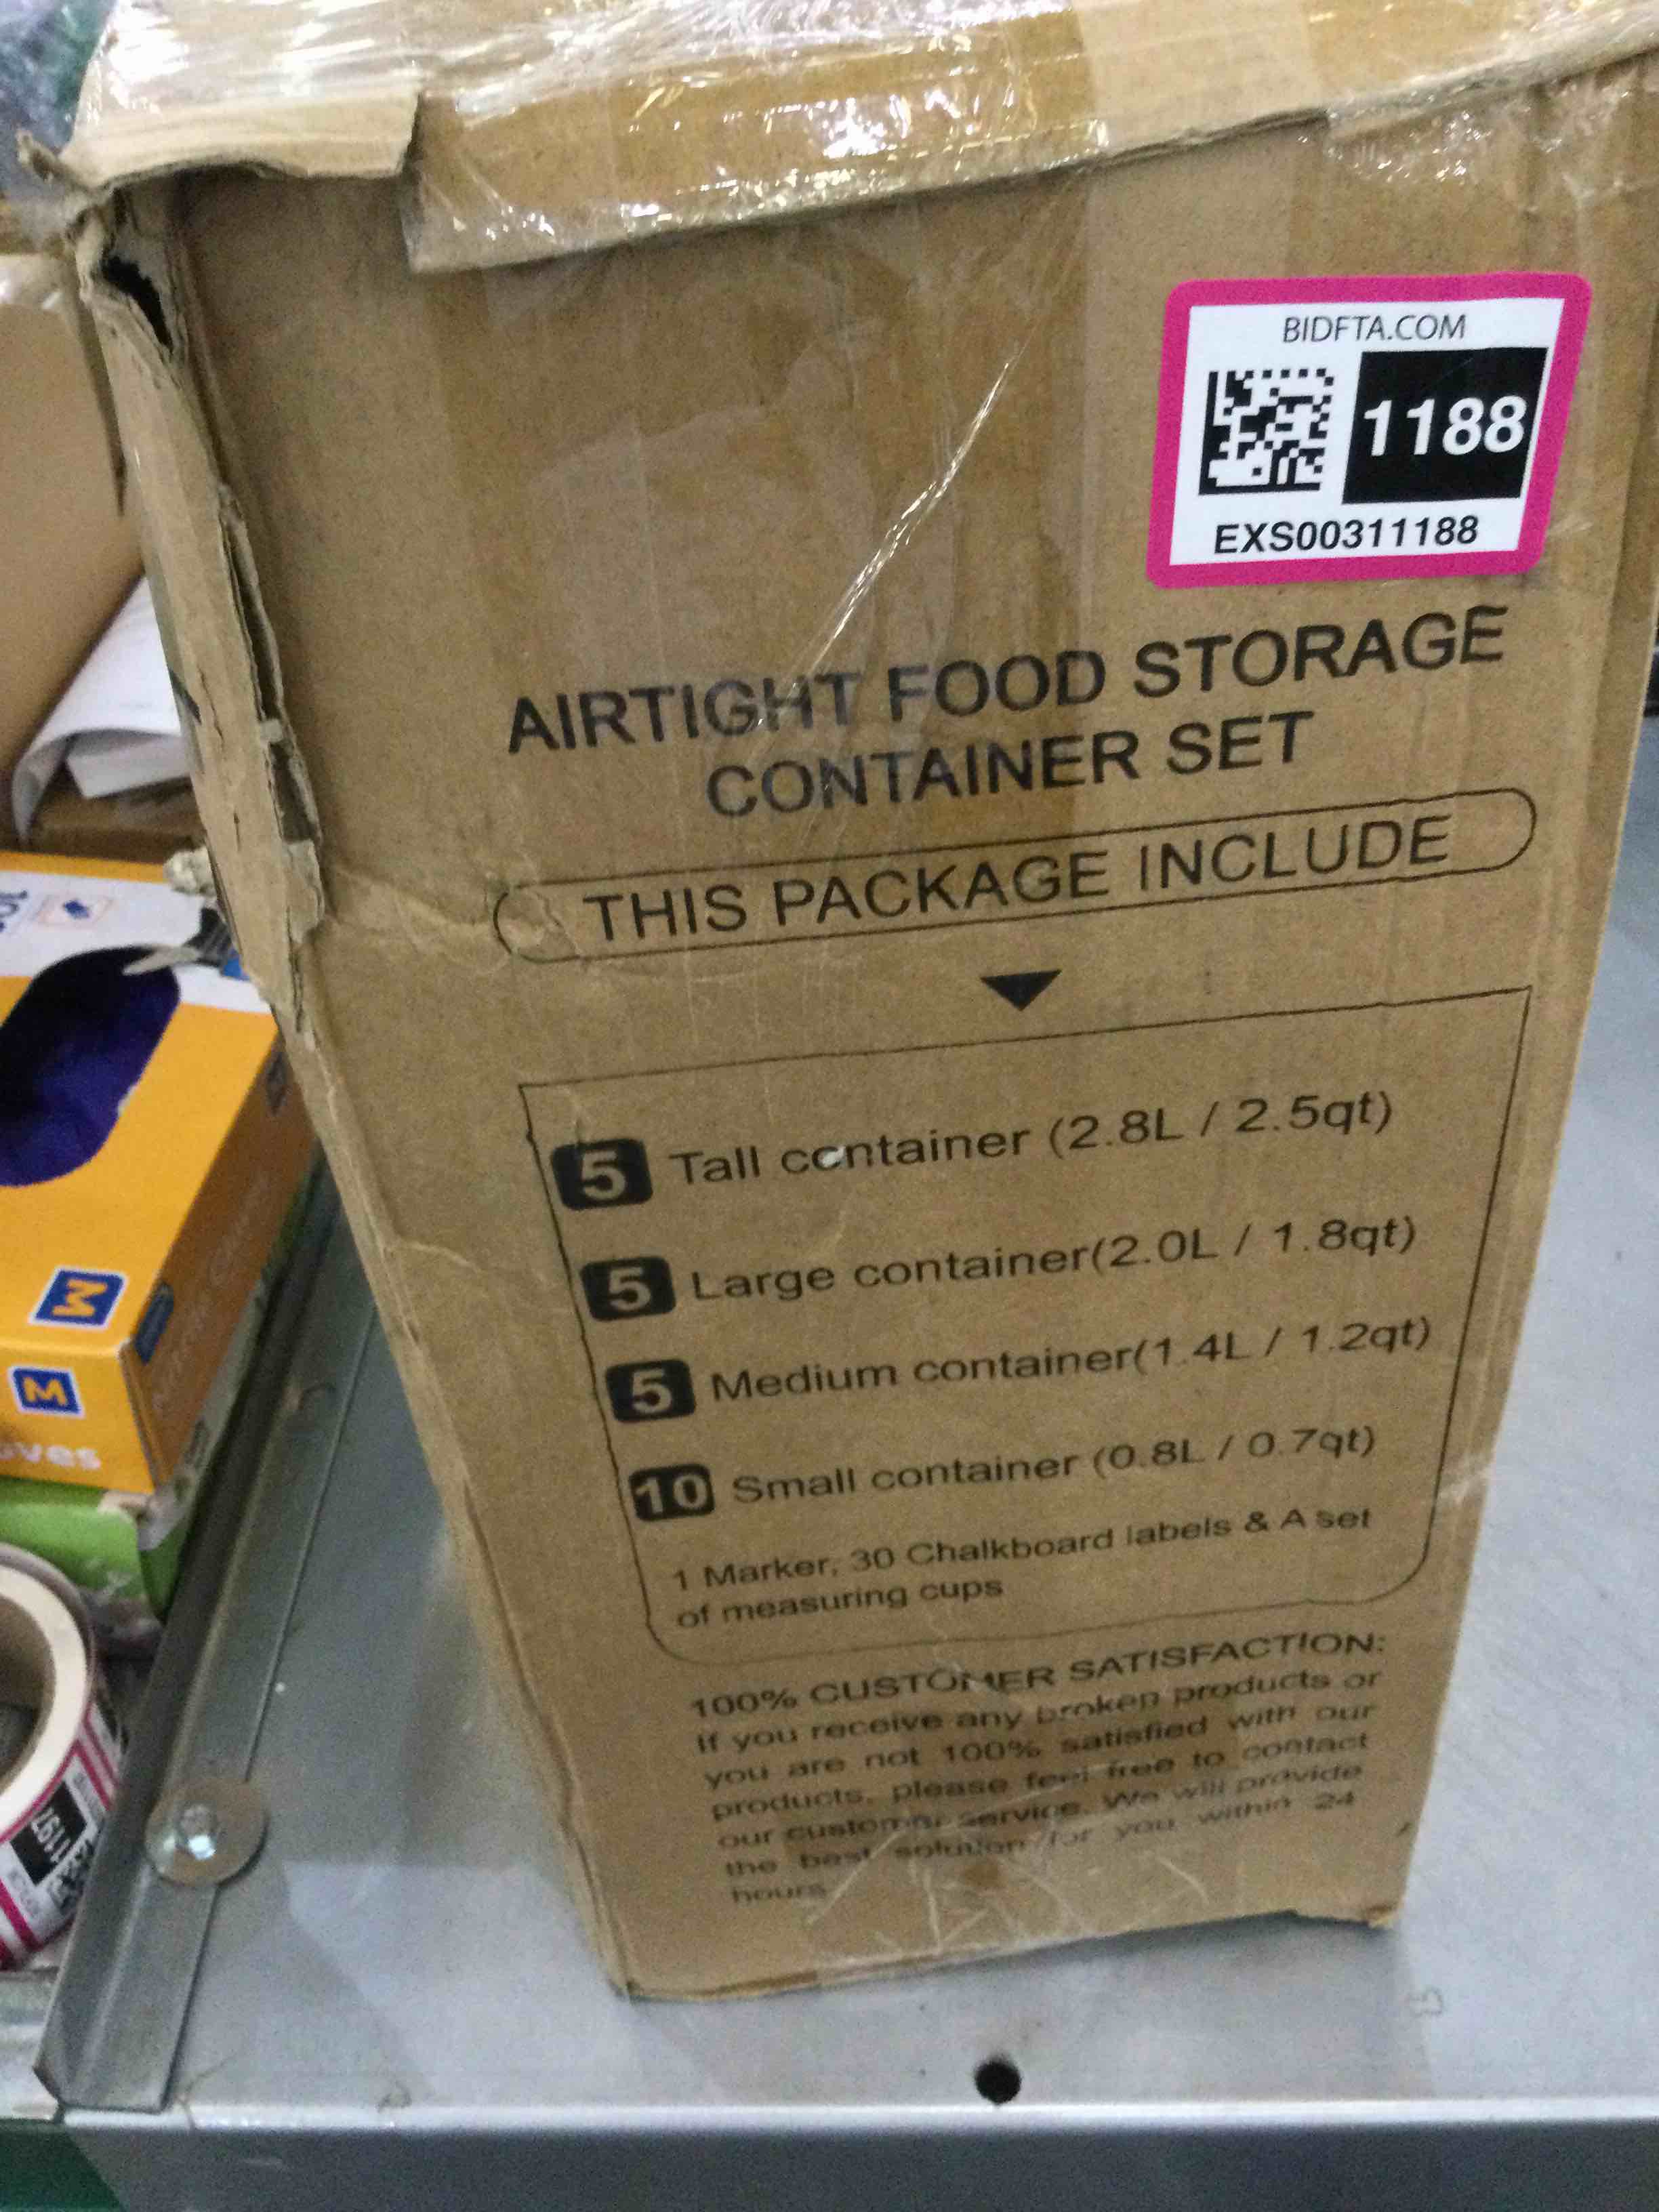 BIDFTA.COM
1188
EXS00311188
AIRTIGHT FOOD STORAGE
CONTAINER SET
THIS PACKAGE INCLUDE
5 Tall container (2.8L / 2.5qt)
5 Large container(2.0L / 1.8qt)
5 Medium container(1.4L / 1.2qt)
10 Small container (0.8L / 0.7qt)
1 Marker, 30 Chalkboard labels & A set
of measuring cups
100% CUSTOMER SATISFACTION:
If you receive any broken products or
you are not 100% satisfied with our
products, please feel free to contact
our customer service. We will provide
the best solution for you within 24
hours
M
M
oves
1197